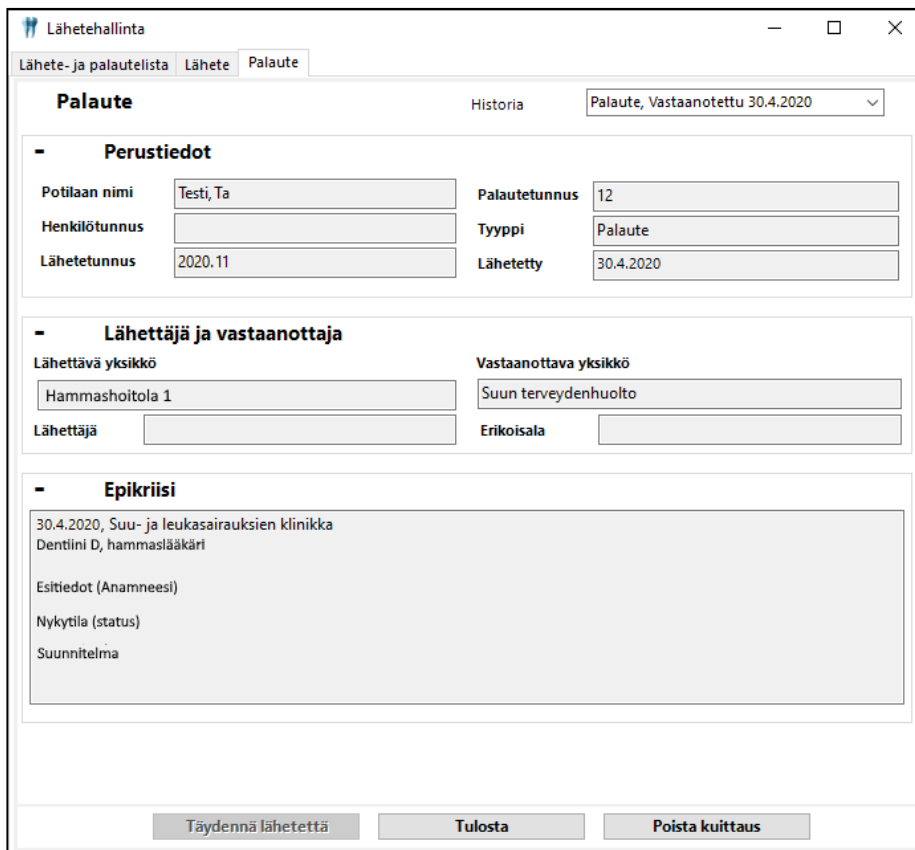 Lähetehallinta
Lähete- ja palautelista Lähete Palaute
Palaute Historia Palaute, Vastaanotettu 30.4.2020
- Perustiedot
Potilaan nimi Testi, Ta Palautetunnus 12
Henkilötunnus Tyyppi Palaute
Lähetetunnus 2020.11 Lähetetty 30.4.2020
- Lähettäjä ja vastaanottaja
Lähettävä yksikkö Vastaanottava yksikkö
Hammashoitola 1 Suun terveydenhuolto
Lähettäjä Erikoisala
- Epikriisi
30.4.2020, Suu- ja leukasairauksien klinikka
Dentiini D, hammaslääkäri
Esitiedot (Anamneesi)
Nykytila (status)
Suunnitelma
Täydennä lähetettä Tulosta Poista kuittaus